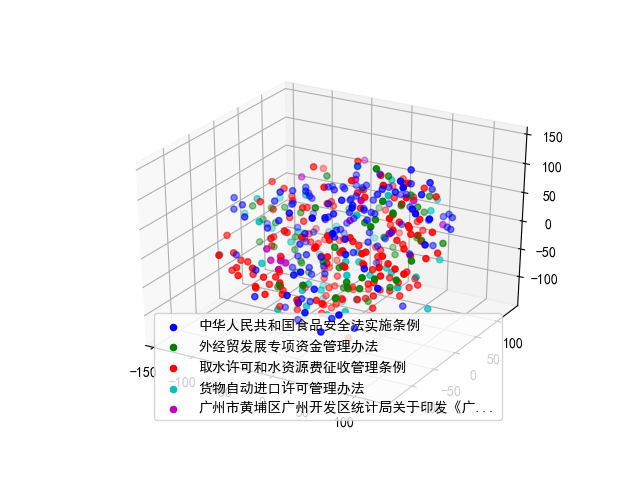 150
100
50
0
−50
−100
中华人民共和国食品安全法实施条例
外经贸发展专项资金管理办法
取水许可和水资源费征收管理条例
货物自动进口许可管理办法
广州市黄埔区广州开发区统计局关于印发《广...
100
50
0
−50
−150
−100
50
100